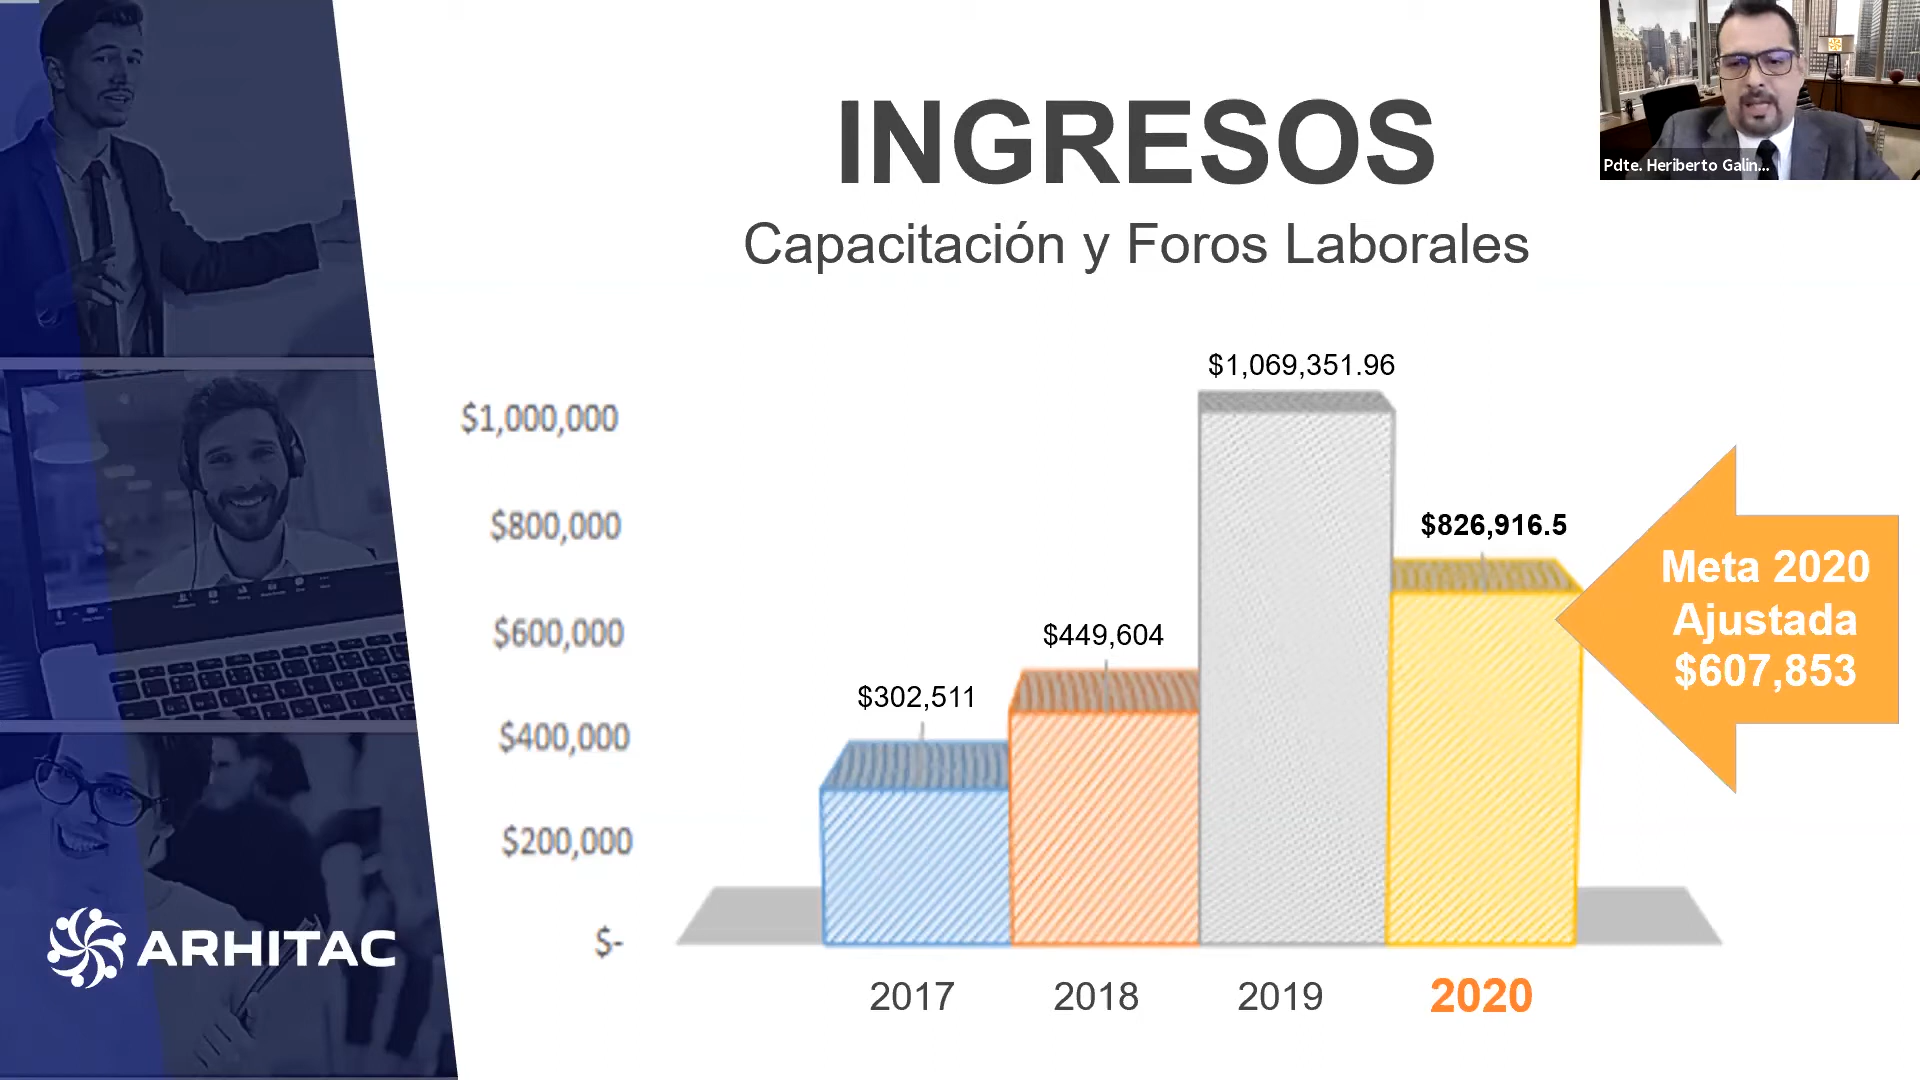 INGRESOS
Capacitación y Foros Laborales
Pdte. Heriberto Galin...
$1,069,351.96
$1,000,000
$800,000
$826,916.5
$600,000
$449,604
$302,511
$400,000
$200,000
$-
Meta 2020
Ajustada
$607,853
2017
2018
2019
2020
ARHITAC